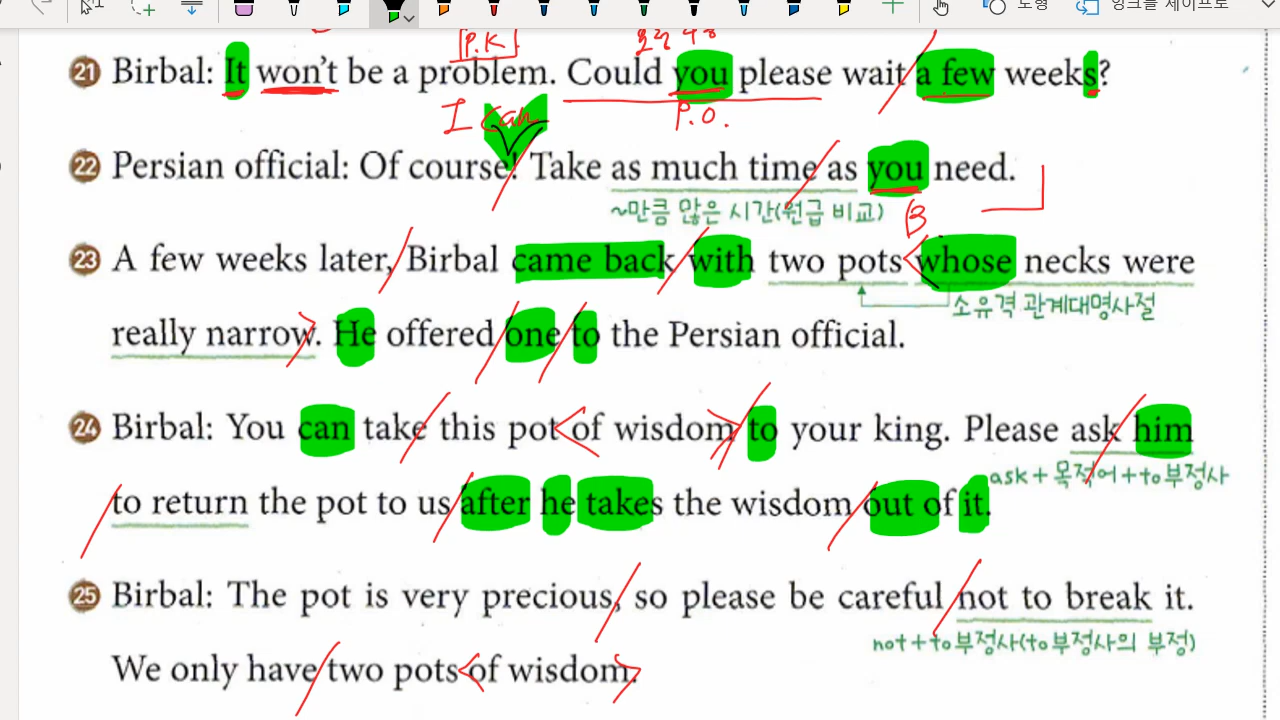 도형
잉크를 셰이프로
P.K
21 Birbal: It won't be a problem. Could you please wait a few weeks?
I can
P.O.
22 Persian official: Of course! Take as much time as you need.
~만큼 많은 시간(원급 비교)
B
23 A few weeks later, Birbal came back with two pots whose necks were
소유격 관계대명사절
really narrow. He offered one to the Persian official.
24 Birbal: You can take this pot of wisdom to your king. Please ask him
ask+목적어+to부정사
to return the pot to us after he takes the wisdom out of it.
25 Birbal: The pot is very precious, so please be careful not to break it.
not+to부정사(to부정사의 부정)
We only have two pots of wisdom.